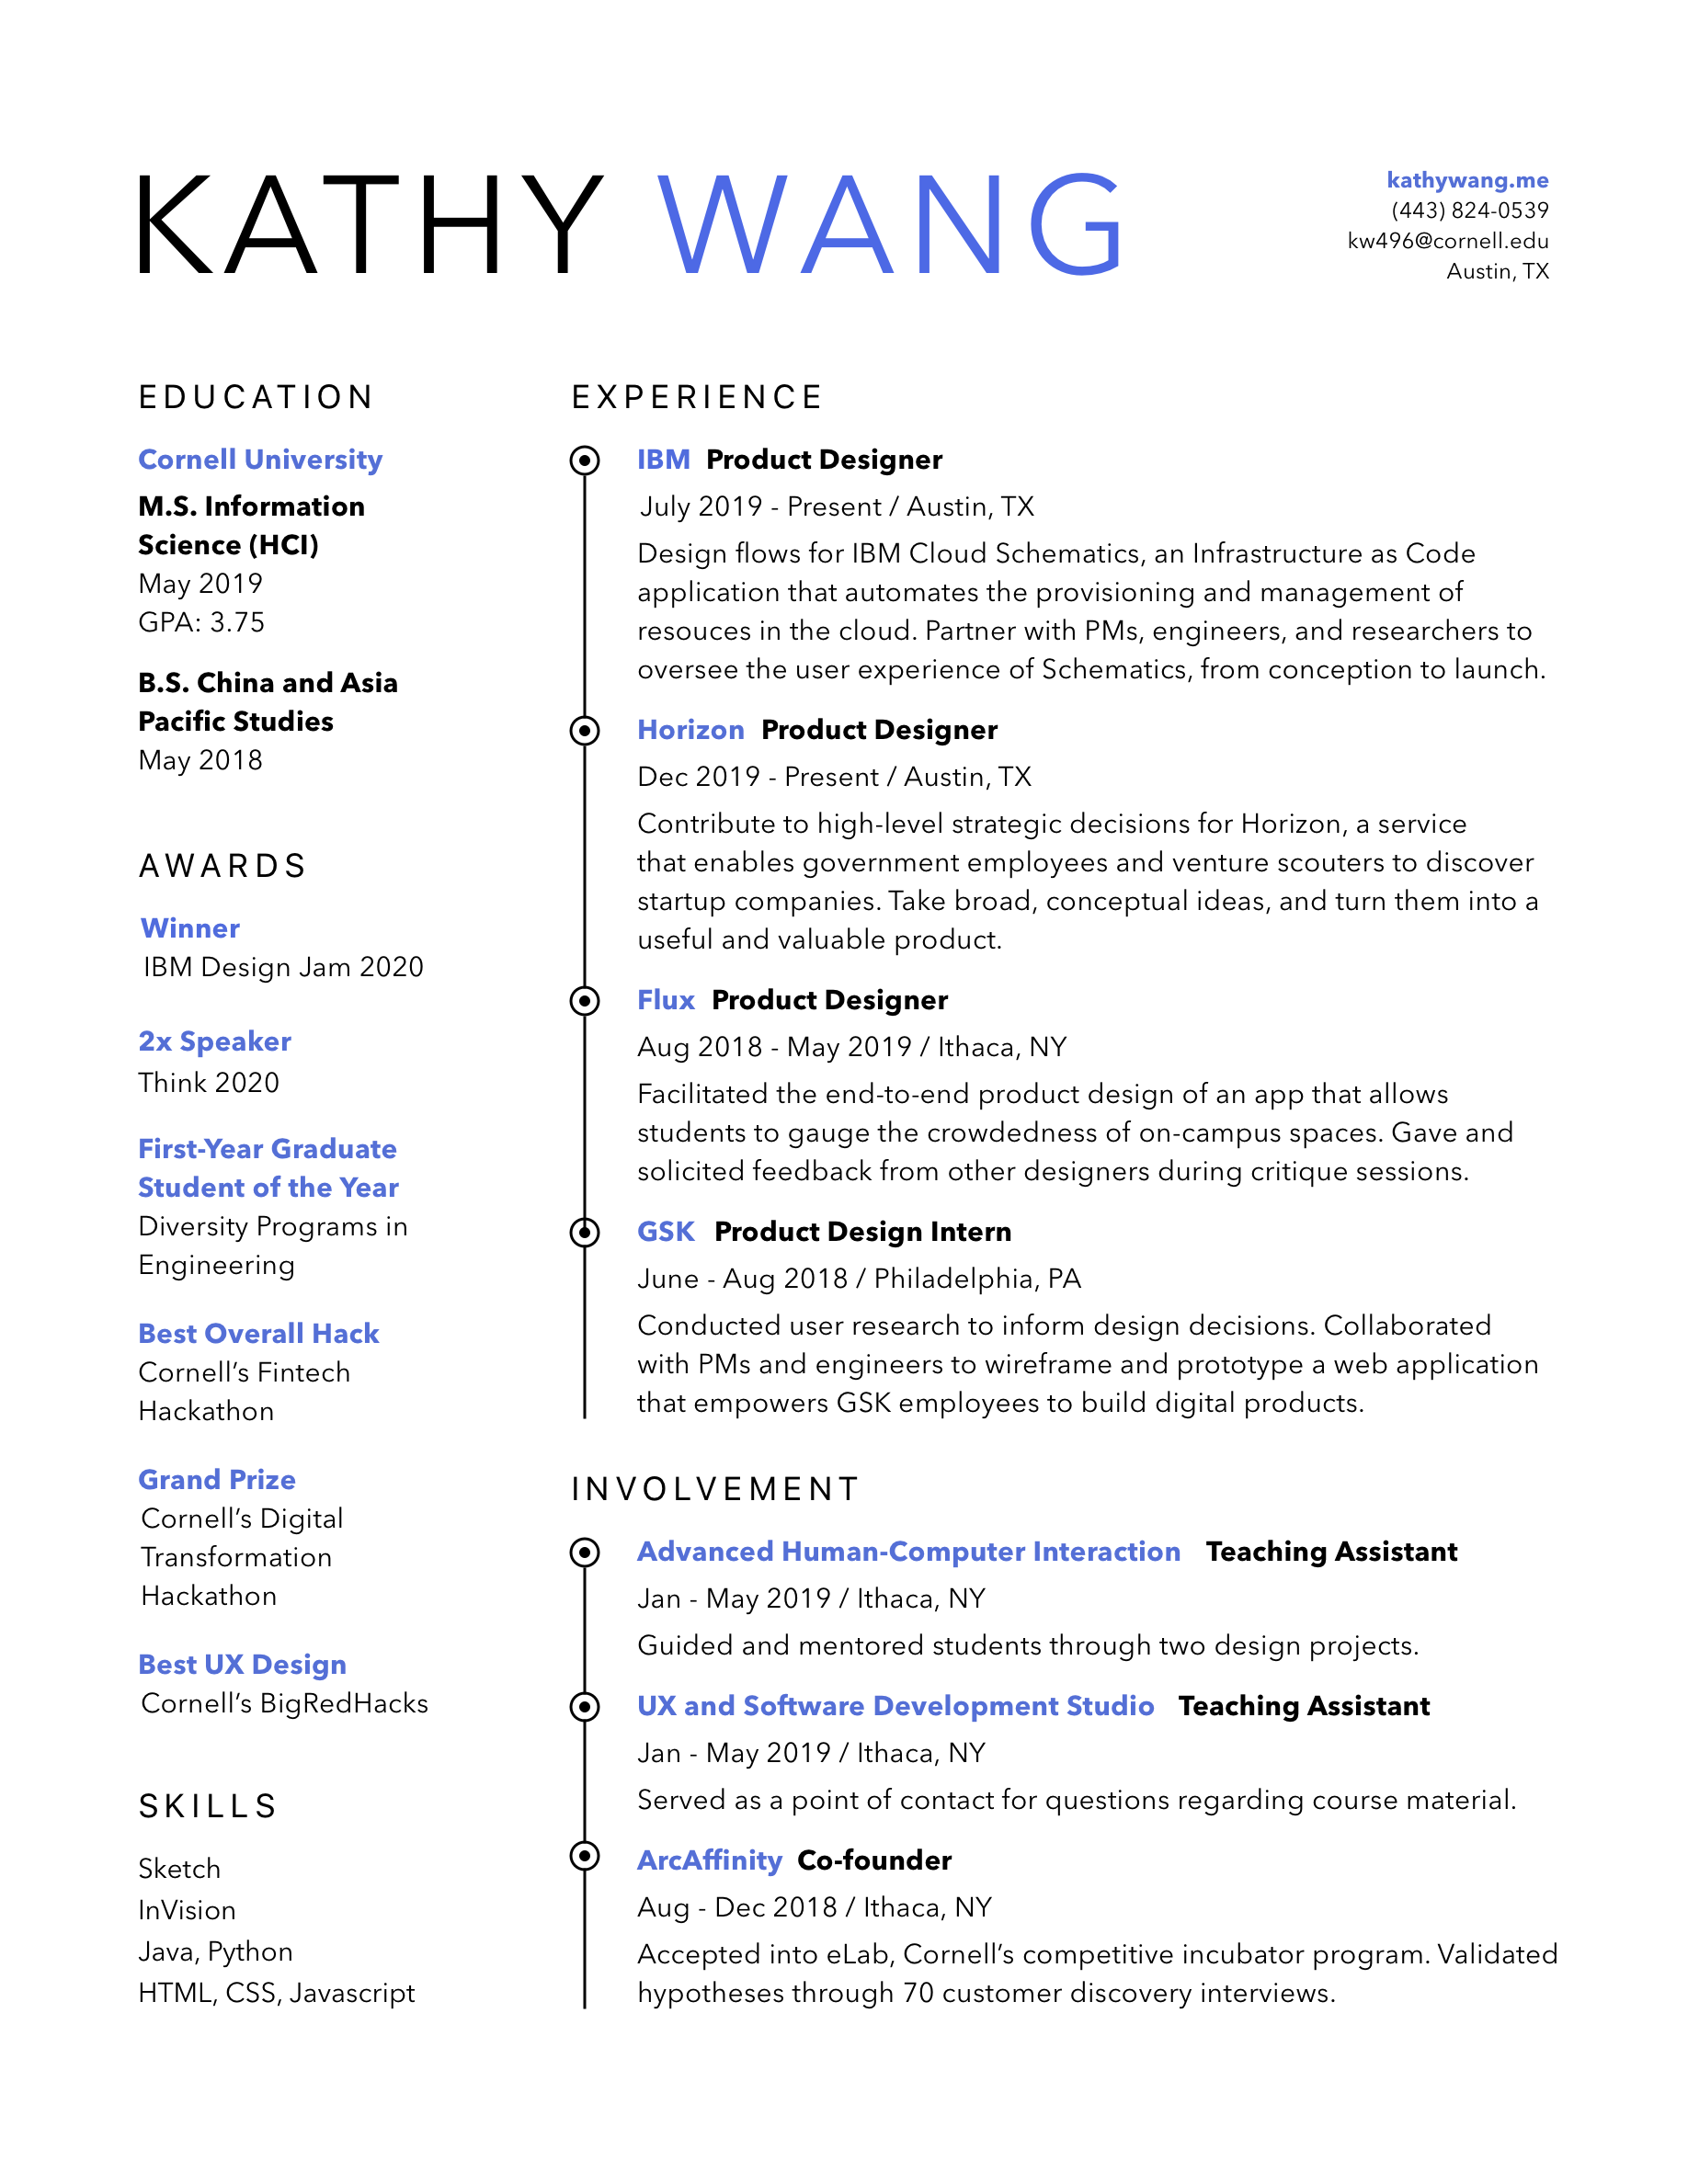 KATHY WANG
kathywang.me
(443) 824-0539
kw496@cornell.edu
Austin, TX
EDUCATION
Cornell University
M.S. Information
Science (HCI)
May 2019
GPA: 3.75
B.S. China and Asia
Pacific Studies
May 2018
AWARDS
Winner
IBM Design Jam 2020
2x Speaker
Think 2020
First-Year Graduate
Student of the Year
Diversity Programs in
Engineering
Best Overall Hack
Cornell’s Fintech
Hackathon
Grand Prize
Cornell’s Digital
Transformation
Hackathon
Best UX Design
Cornell’s BigRedHacks
SKILLS
Sketch
InVision
Java, Python
HTML, CSS, Javascript
EXPERIENCE
IBM Product Designer
July 2019 - Present / Austin, TX
Design flows for IBM Cloud Schematics, an Infrastructure as Code
application that automates the provisioning and management of
resouces in the cloud. Partner with PMs, engineers, and researchers to
oversee the user experience of Schematics, from conception to launch.
Horizon Product Designer
Dec 2019 - Present / Austin, TX
Contribute to high-level strategic decisions for Horizon, a service
that enables government employees and venture scouters to discover
startup companies. Take broad, conceptual ideas, and turn them into a
useful and valuable product.
Flux Product Designer
Aug 2018 - May 2019 / Ithaca, NY
Facilitated the end-to-end product design of an app that allows
students to gauge the crowdedness of on-campus spaces. Gave and
solicited feedback from other designers during critique sessions.
GSK Product Design Intern
June - Aug 2018 / Philadelphia, PA
Conducted user research to inform design decisions. Collaborated
with PMs and engineers to wireframe and prototype a web application
that empowers GSK employees to build digital products.
INVOLVEMENT
Advanced Human-Computer Interaction Teaching Assistant
Jan - May 2019 / Ithaca, NY
Guided and mentored students through two design projects.
UX and Software Development Studio Teaching Assistant
Jan - May 2019 / Ithaca, NY
Served as a point of contact for questions regarding course material.
ArcAffinity Co-founder
Aug - Dec 2018 / Ithaca, NY
Accepted into eLab, Cornell’s competitive incubator program. Validated
hypotheses through 70 customer discovery interviews.